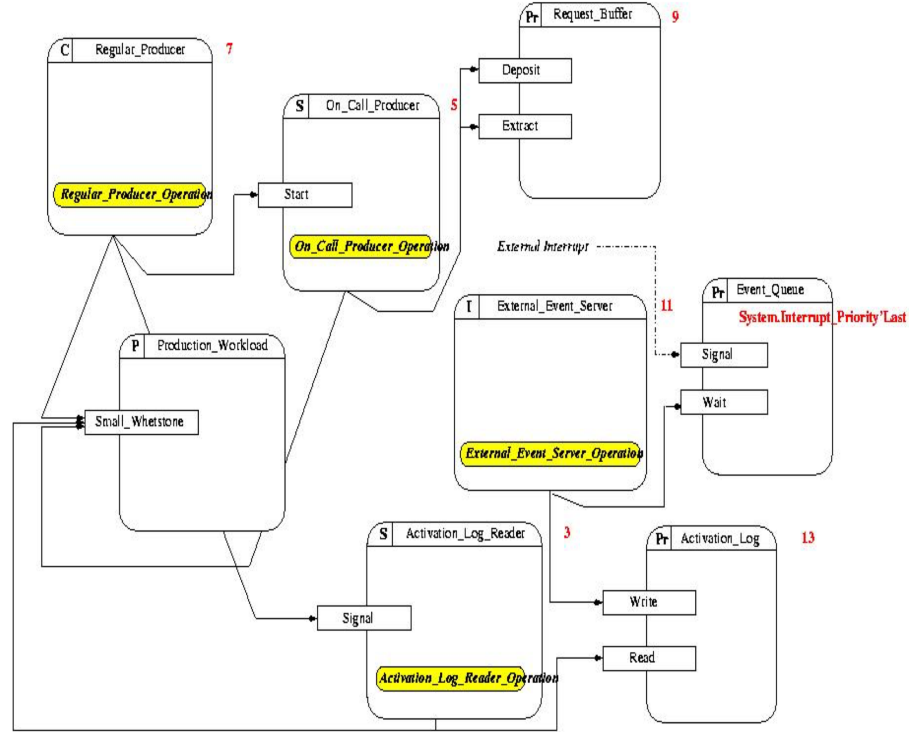 Pr Request_Buffer 9
C Regular_Producer 7
Deposit
S On_Call_Producer 5
Extract
Regular_Producer_Operation
Start
On_Call_Producer_Operation
External Interrupt
Pr Event_Queue
I External_Event_Server 11
System.Interrupt_Priority'Last
P Production_Workload
Signal
Wait
Small_Whetstone
External_Event_Server_Operation
S Activation_Log_Reader 3
Pr Activation_Log 13
Write
Signal
Read
Activation_Log_Reader_Operation